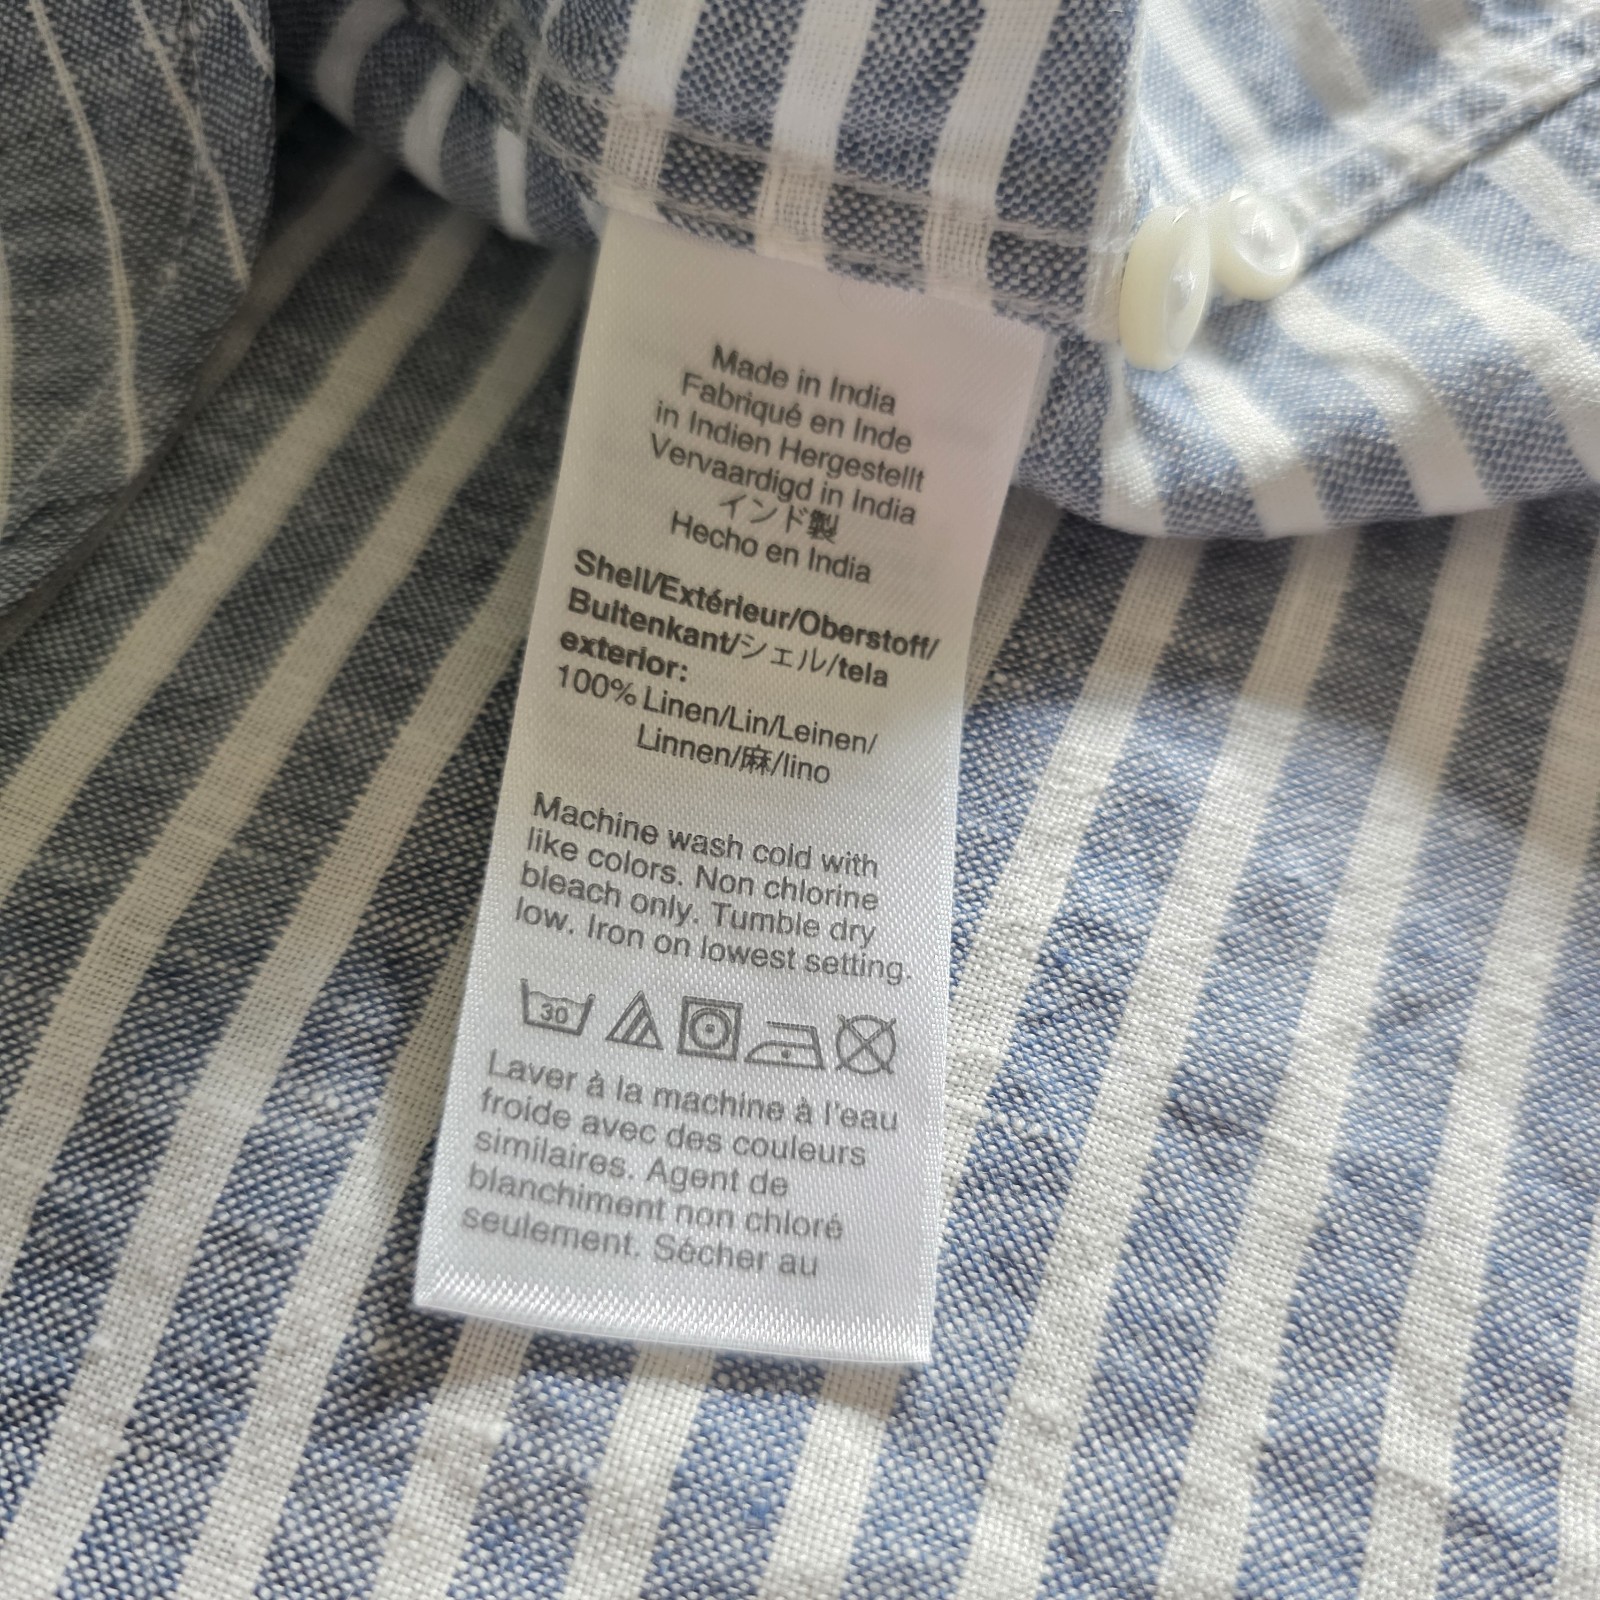 Made in India
Fabriqué en Inde
in Indien Hergestellt
Vervaardigd in India
インド製
Hecho en India
Shell/Extérieur/Oberstoff/
Buitenkant/シェル/tela
exterior:
100% Linen/Lin/Leinen/
Linnen/麻/lino
Machine wash cold with
like colors. Non chlorine
bleach only. Tumble dry
low. Iron on lowest setting.
30
Laver à la machine à l'eau
froide avec des couleurs
similaires. Agent de
blanchiment non chloré
seulement. Sécher au